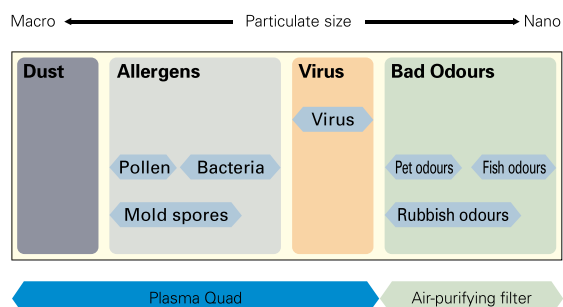 Macro Particulate size Nano
Dust Allergens Virus Bad Odours
Virus
Pollen Bacteria Pet odours Fish odours
Mold spores Rubbish odours
Plasma Quad Air-purifying filter